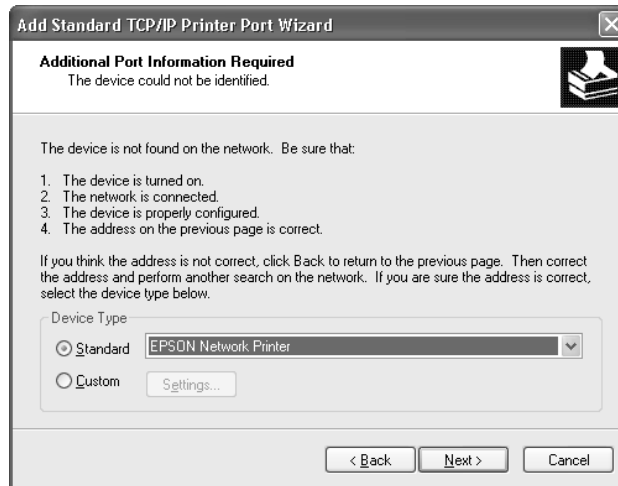 Add Standard TCP/IP Printer Port Wizard
Additional Port Information Required
The device could not be identified.
The device is not found on the network.  Be sure that:
1.  The device is turned on.
2.  The network is connected.
3.  The device is properly configured.
4.  The address on the previous page is correct.
If you think the address is not correct, click Back to return to the previous page.  Then correct
the address and perform another search on the network.  If you are sure the address is correct,
select the device type below.
Device Type
Standard EPSON Network Printer
Custom Settings...
< Back Next > Cancel